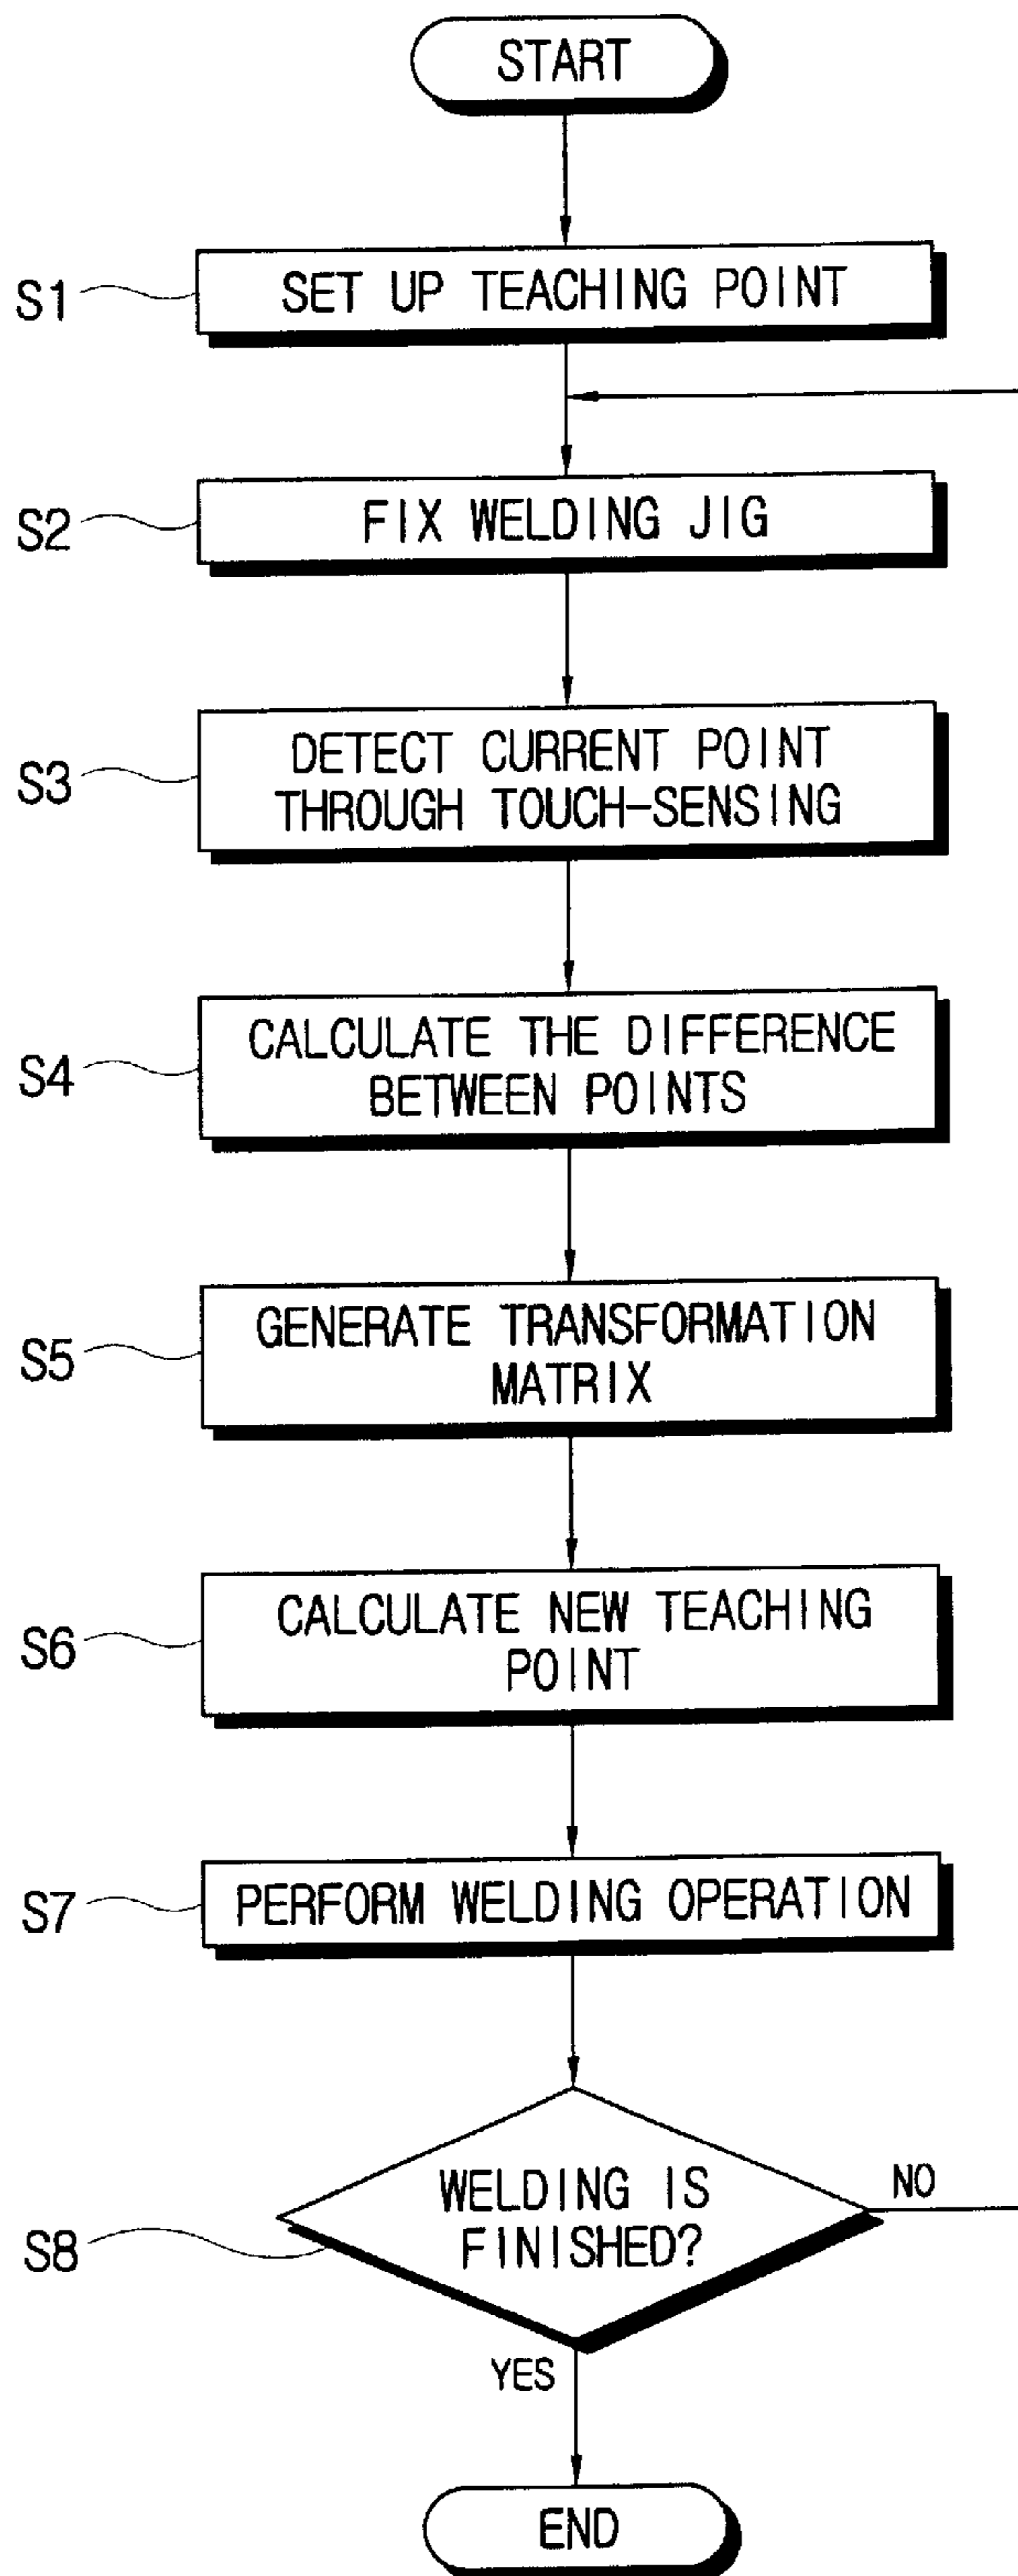 START
S1
SET UP TEACHING POINT
S2
FIX WELDING JIG
S3
DETECT CURRENT POINT
THROUGH TOUCH-SENSING
S4
CALCULATE THE DIFFERENCE
BETWEEN POINTS
S5
GENERATE TRANSFORMATION
MATRIX
S6
CALCULATE NEW TEACHING
POINT
S7
PERFORM WELDING OPERATION
S8
WELDING IS
FINISHED?
NO
YES
END